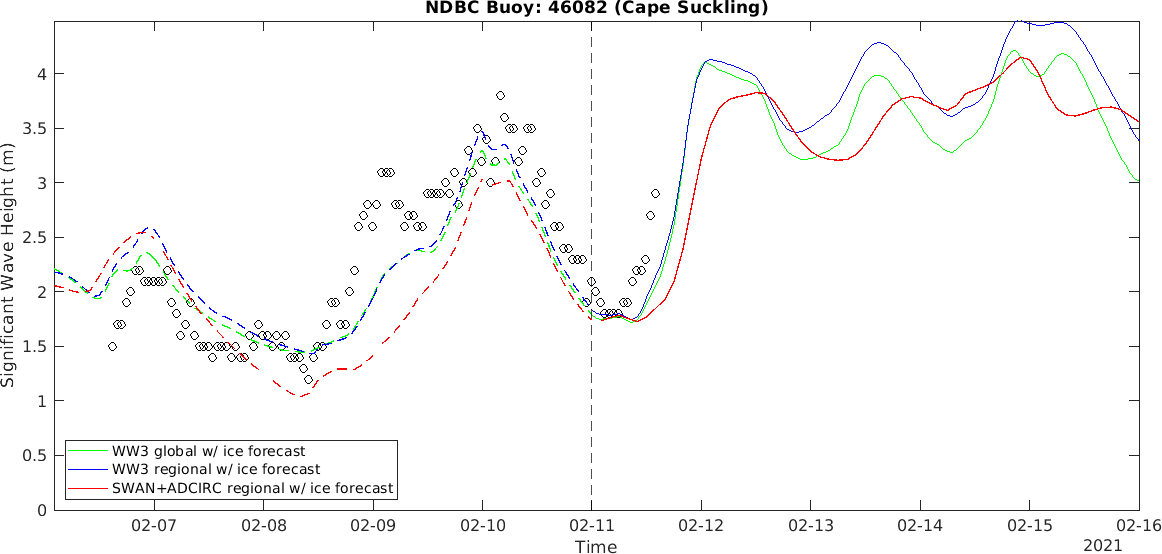 NDBC Buoy: 46082 (Cape Suckling)
Significant Wave Height (m)
4
3.5
3
2.5
2
1.5
1
0.5
0
WW3 global w/ ice forecast
WW3 regional w/ ice forecast
SWAN+ADCIRC regional w/ ice forecast
02-07 02-08 02-09 02-10 02-11 02-12 02-13 02-14 02-15 02-16
Time
2021